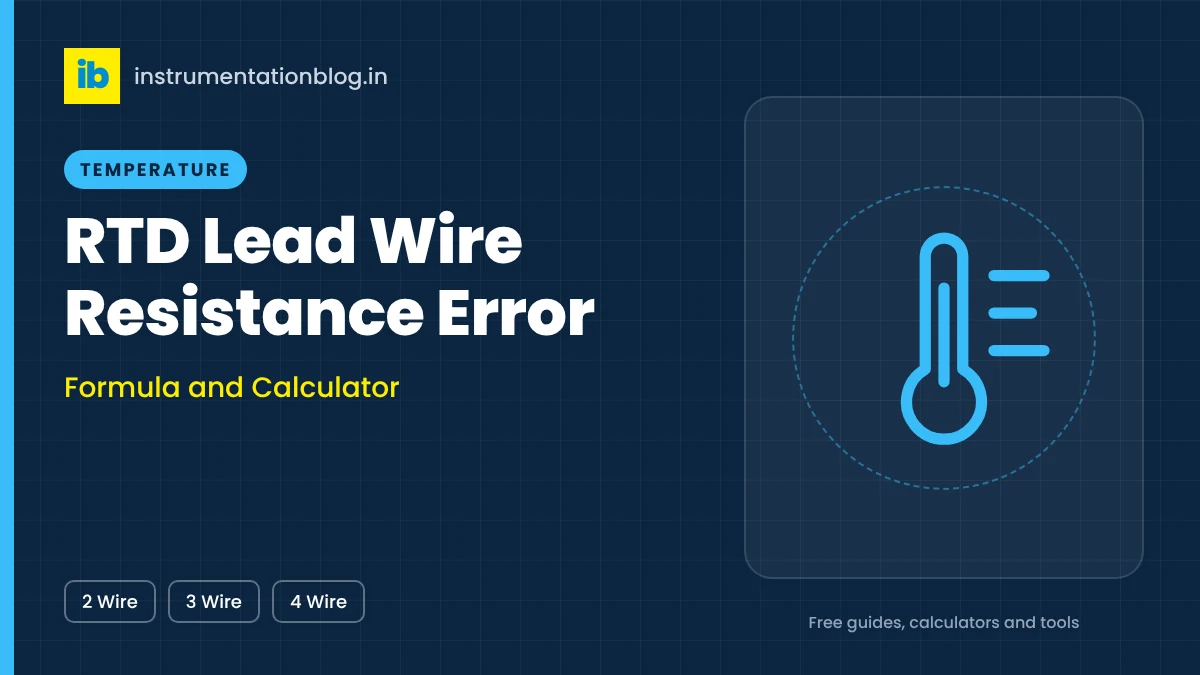 ib
instrumentationblog.in
TEMPERATURE
RTD Lead Wire
Resistance Error
Formula and Calculator
2 Wire
3 Wire
4 Wire
Free guides, calculators and tools